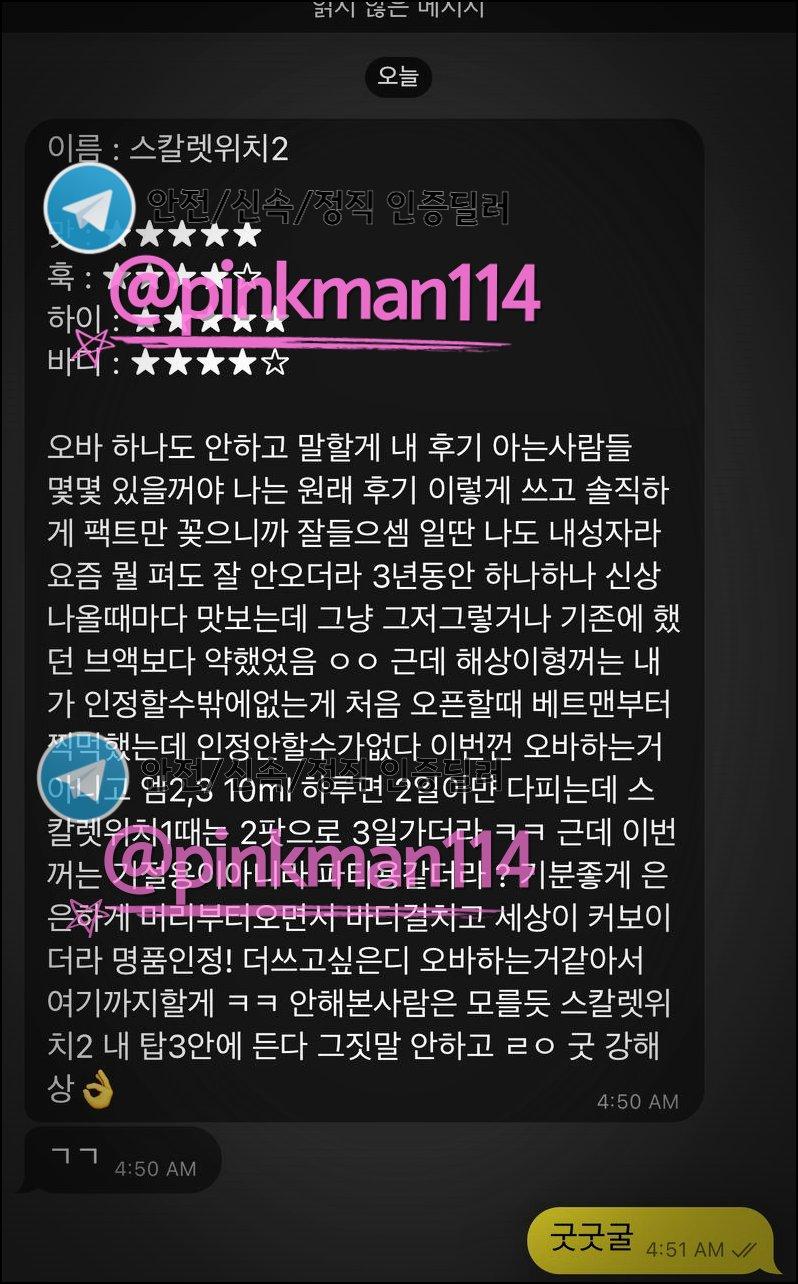 읽지 않은 메시지
오늘
이름 : 스칼렛위치2
안전/신속/정직 인증딜러
맛 : ★★★★★
@pinkman114
훅 : ★★★★☆
하이 : ★★★★★
바디 : ★★★★☆
오바 하나도 안하고 말할게 내 후기 아는사람들
몇몇 있을꺼야 나는 원래 후기 이렇게 쓰고 솔직하
게 팩트만 꽂으니까 잘들으셈 일딴 나도 내성자라
요즘 뭘 펴도 잘 안오더라 3년동안 하나하나 신상
나올때마다 맛보는데 그냥 그저그렇거나 기존에 했
던 브액보다 약했었음 ㅇㅇ 근데 해상이형꺼는 내
가 인정할수밖에없는게 처음 오픈할때 베트맨부터
찍먹했는데 인정안할수가없다 이번껀 오바하는거
안전/신속/정직 인증딜러
아니고 앰2,3 10ml 하루면 2일이만 다피는데 스
칼렛위치1때는 2팟으로 3일가더라 ㅋㅋ 근데 이번
@pinkman114
꺼는 기절용이아니라 파티용같더라 ? 기분좋게 은
은하게 머리부터오면서 바디걸치고 세상이 커보이
더라 명품인정! 더쓰고싶은디 오바하는거같아서
여기까지할게 ㅋㅋ 안해본사람은 모를듯 스칼렛위
치2 내 탑3안에 든다 그짓말 안하고 ㄹㅇ 굿 강해
상👌
4:50 AM
ㄱㄱ
4:50 AM
굿굿굴
4:51 AM